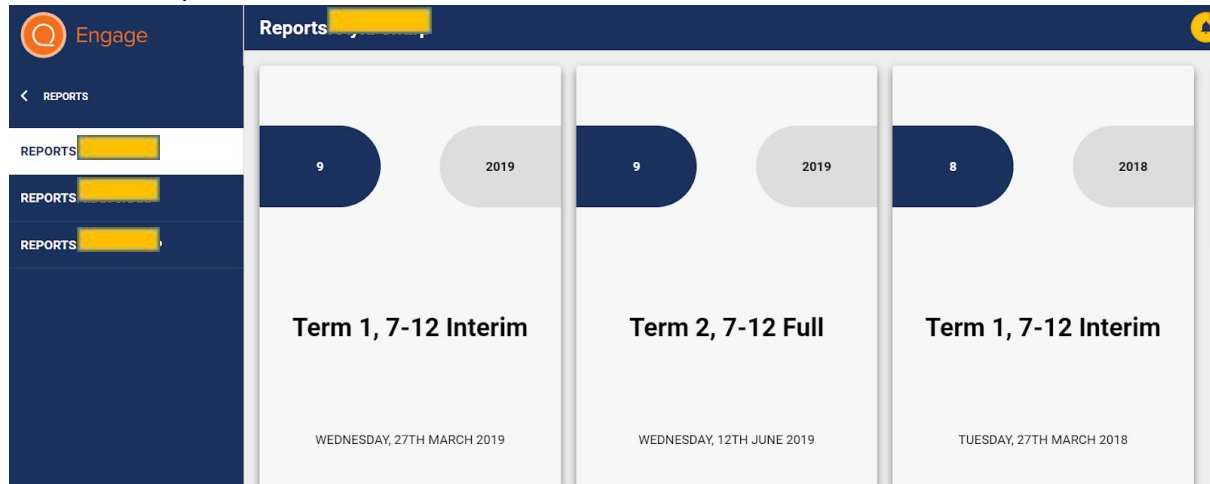 Engage
Reports
REPORTS
REPORTS
REPORTS
REPORTS
9
2019
9
2019
8
2018
Term 1, 7-12 Interim
Term 2, 7-12 Full
Term 1, 7-12 Interim
WEDNESDAY, 27TH MARCH 2019
WEDNESDAY, 12TH JUNE 2019
TUESDAY, 27TH MARCH 2018